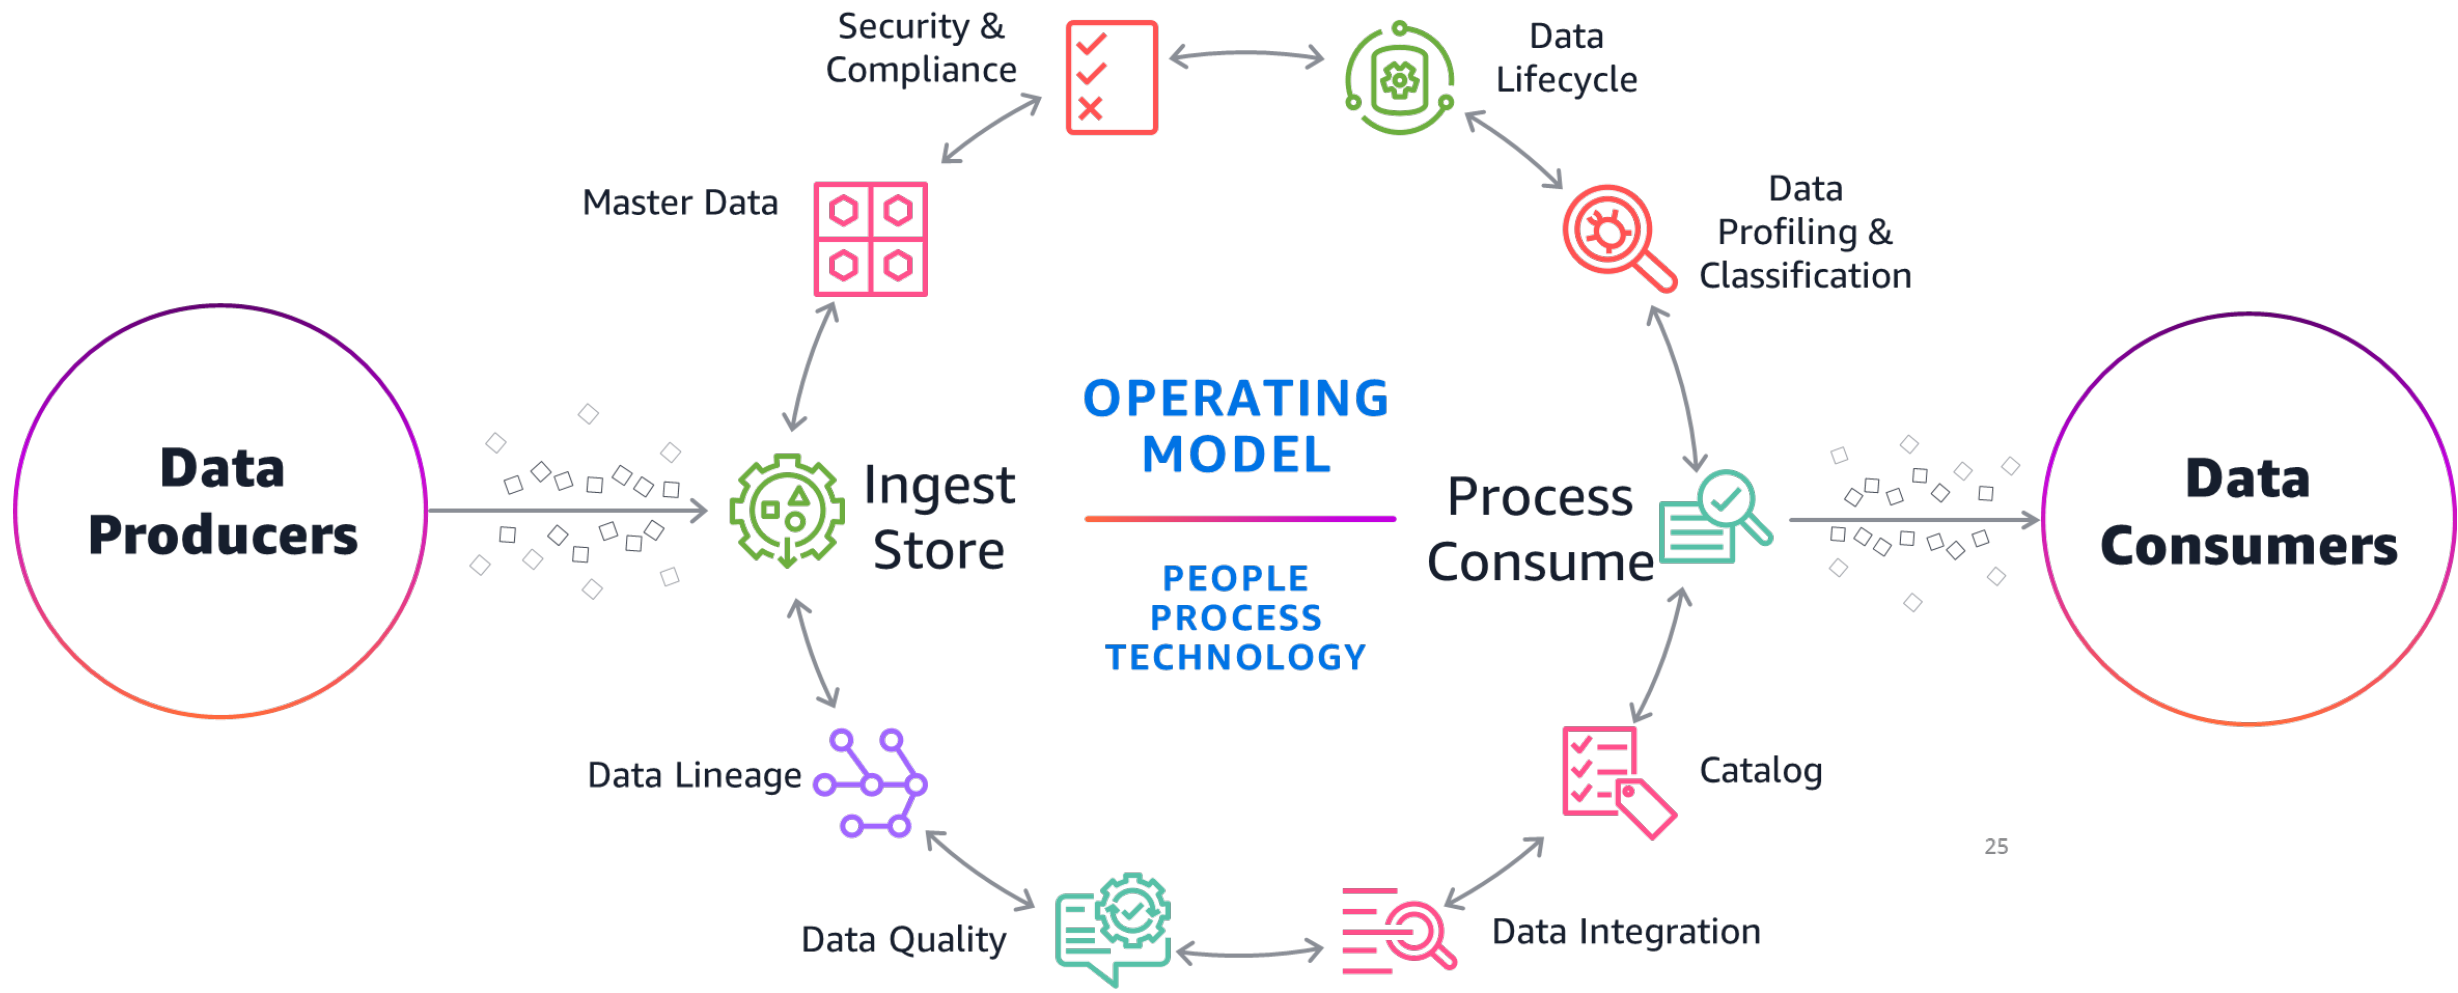 Security &
Compliance
Data
Lifecycle
Master Data
Data
Profiling &
Classification
Data
Producers
Ingest
Store
OPERATING
MODEL
PEOPLE
PROCESS
TECHNOLOGY
Process
Consume
Data
Consumers
Data Lineage
Catalog
25
Data Quality
Data Integration